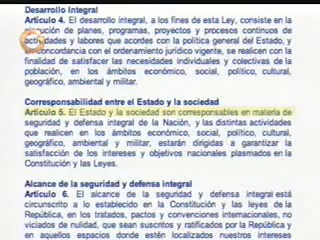 Desarrollo Integral
Artículo 4. El desarrollo integral, a los fines de esta Ley, consiste en la
ejecución de planes, programas, proyectos y procesos continuos de
actividades y labores que acordes con la política general del Estado, y
en concordancia con el ordenamiento jurídico vigente, se realicen con la
finalidad de satisfacer las necesidades individuales y colectivas de la
población, en los ámbitos económico, social, político, cultural,
geográfico, ambiental y militar.
Corresponsabilidad entre el Estado y la sociedad
Artículo 5. El Estado y la sociedad son corresponsables en materia de
seguridad y defensa integral de la Nación, y las distintas actividades
que realicen en los ámbitos económico, social, político, cultural,
geográfico, ambiental y militar, estarán dirigidas a garantizar la
satisfacción de los intereses y objetivos nacionales plasmados en la
Constitución y las Leyes.
Alcance de la seguridad y defensa integral
Artículo 6. El alcance de la seguridad y defensa integral está
circunscrito a lo establecido en la Constitución y las leyes de la
República, en los tratados, pactos y convenciones internacionales, no
viciados de nulidad, que sean suscritos y ratificados por la República y
en aquellos espacios donde estén localizados nuestros intereses